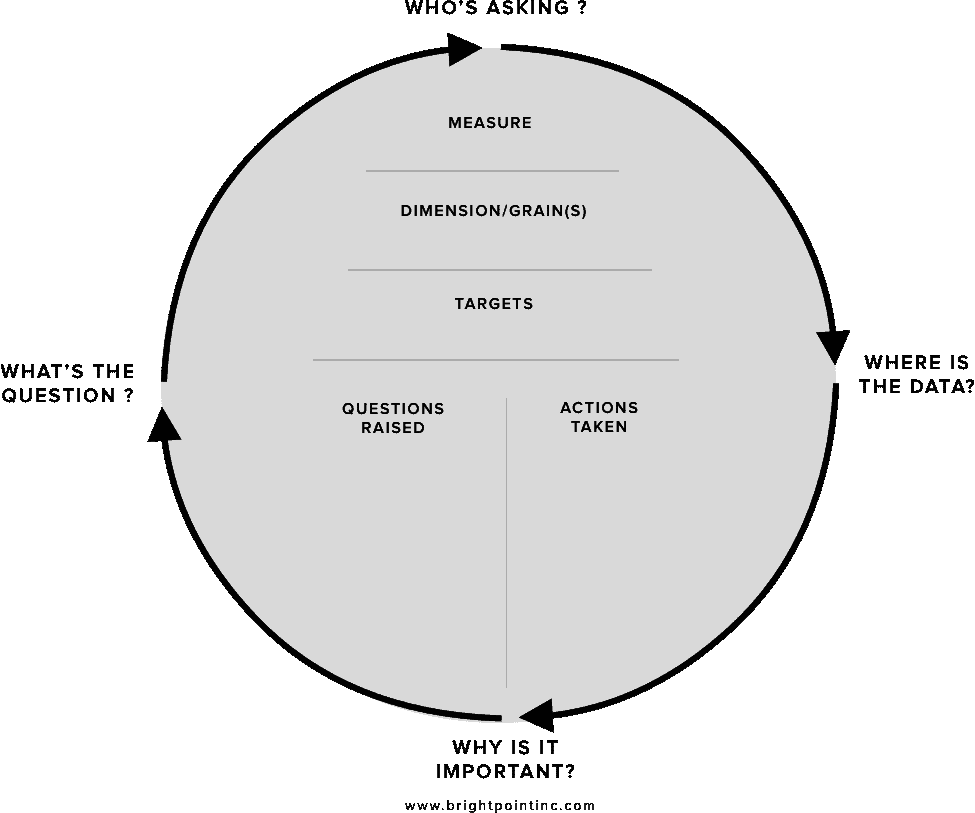 WHO'S ASKING ?
MEASURE
DIMENSION/GRAIN(S)
TARGETS
WHAT'S THE
QUESTION ?
WHERE IS
THE DATA?
QUESTIONS
RAISED
ACTIONS
TAKEN
WHY IS IT
IMPORTANT?
www.brightpointinc.com